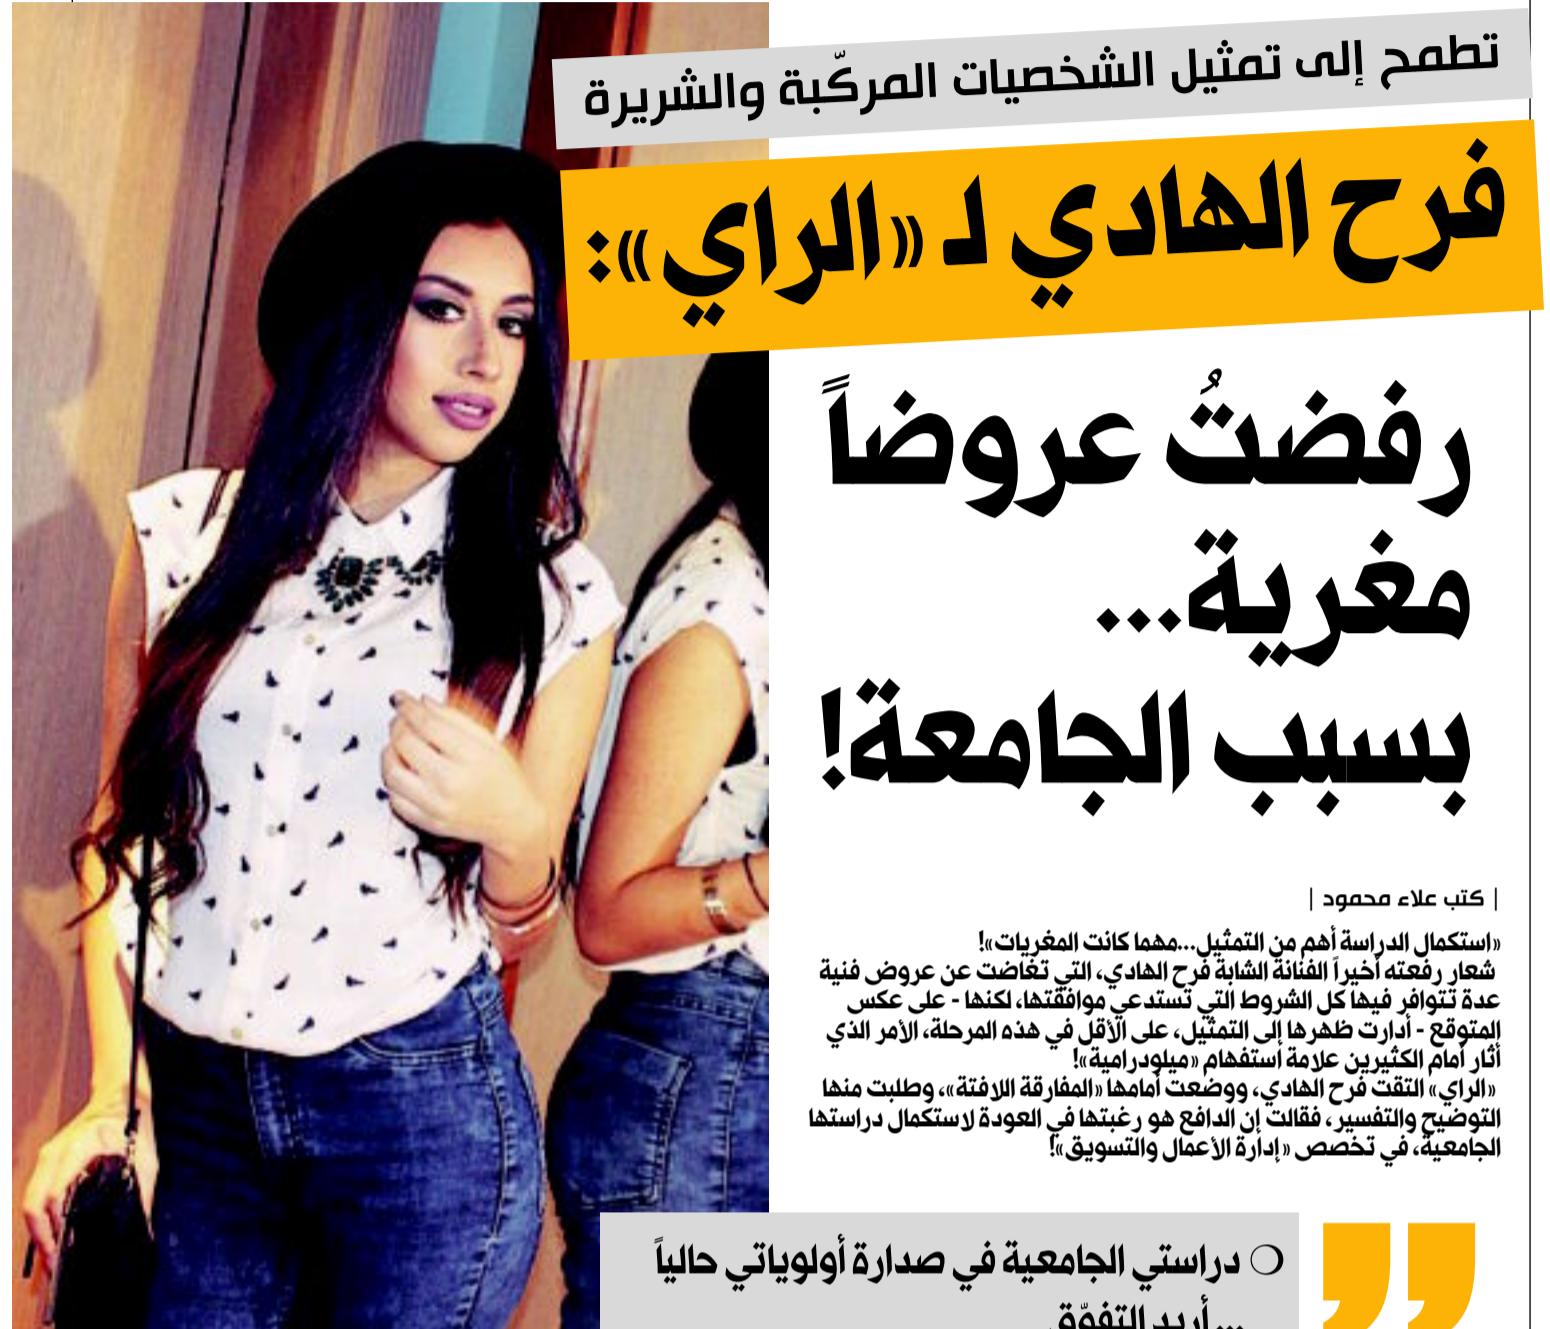 تطمح إلى تمثيل الشخصيات المركّبة والشريرة
فرح الهادي لـ «الراي»:
رفضتُ عروضاً
مغرية...
بسبب الجامعة!
| كتب علاء محمود |
«استكمال الدراسة أهم من التمثيل...مهما كانت المغريات»!
شعار رفعته أخيراً الفنانة الشابة فرح الهادي، التي تغاضت عن عروض فنية
عدة تتوافر فيها كل الشروط التي تستدعي موافقتها، لكنها - على عكس
المتوقع - أدارت ظهرها إلى التمثيل، على الأقل في هذه المرحلة، الأمر الذي
أثار أمام الكثيرين علامة استفهام «ميلودرامية»!
«الراي» التقت فرح الهادي، ووضعت أمامها «المفارقة اللافتة»، وطلبت منها
التوضيح والتفسير، فقالت إن الدافع هو رغبتها في العودة لاستكمال دراستها
الجامعية، في تخصص «إدارة الأعمال والتسويق»!
❍ دراستي الجامعية في صدارة أولوياتي حالياً
...أريد التفوّق